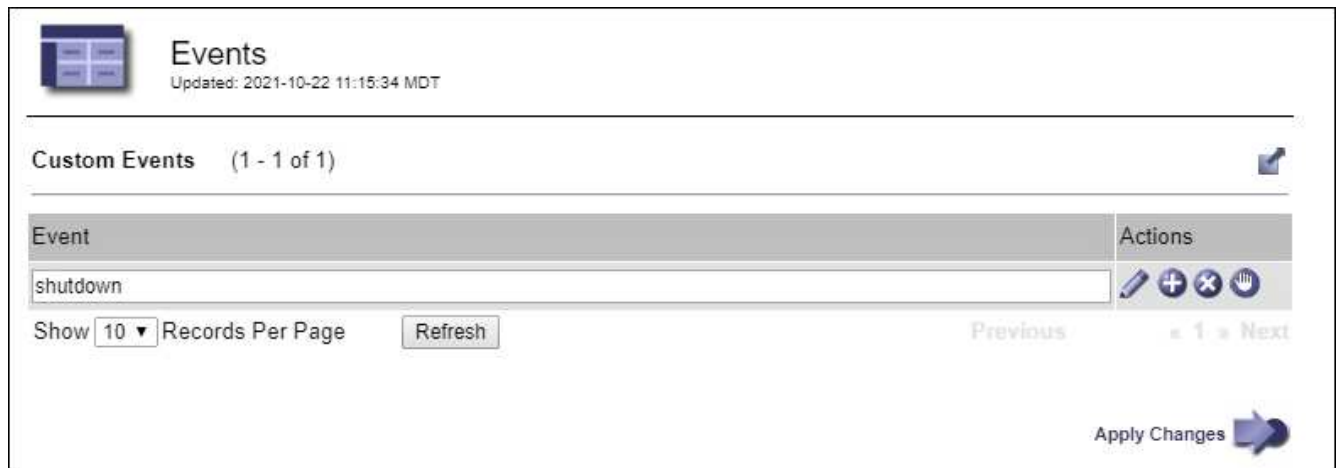 Events
Updated: 2021-10-22 11:15:34 MDT
Custom Events (1 - 1 of 1)
Event Actions
shutdown
Show 10 Records Per Page Refresh Previous « 1 » Next
Apply Changes